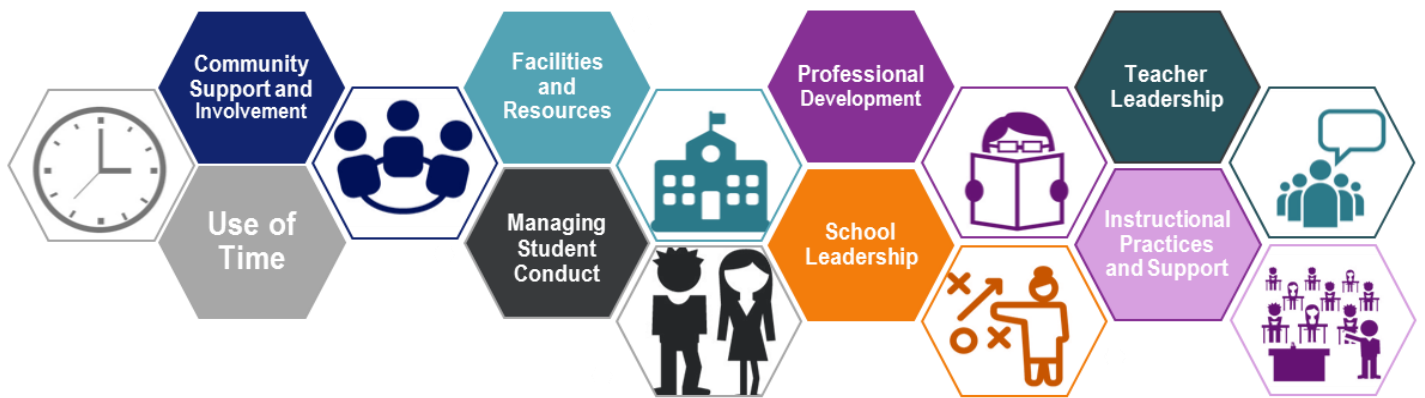 Community
Support and
Involvement
Use of
Time
Facilities
and
Resources
Managing
Student
Conduct
Professional
Development
School
Leadership
Teacher
Leadership
Instructional
Practices
and Support